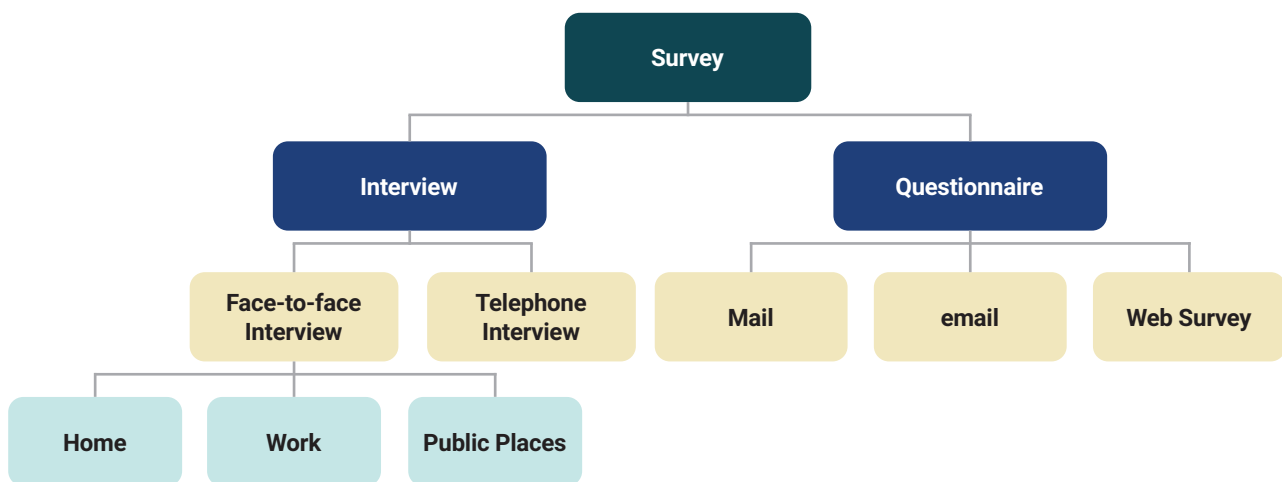 Survey
Interview
Questionnaire
Face-to-face
Interview
Telephone
Interview
Mail
email
Web Survey
Home
Work
Public Places